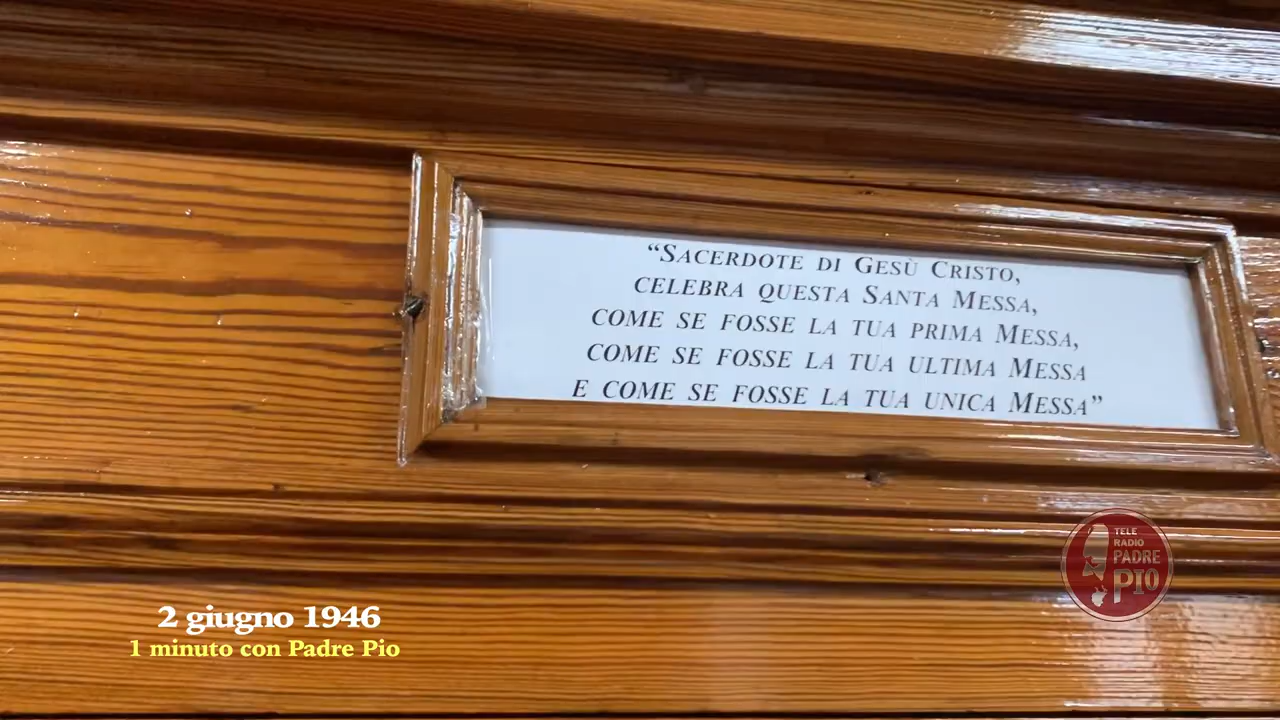 “Sacerdote di Gesù Cristo,
celebra questa Santa Messa,
come se fosse la tua prima Messa,
come se fosse la tua ultima Messa
e come se fosse la tua unica Messa”
TELE
RADIO
PADRE
PIO
2 giugno 1946
1 minuto con Padre Pio